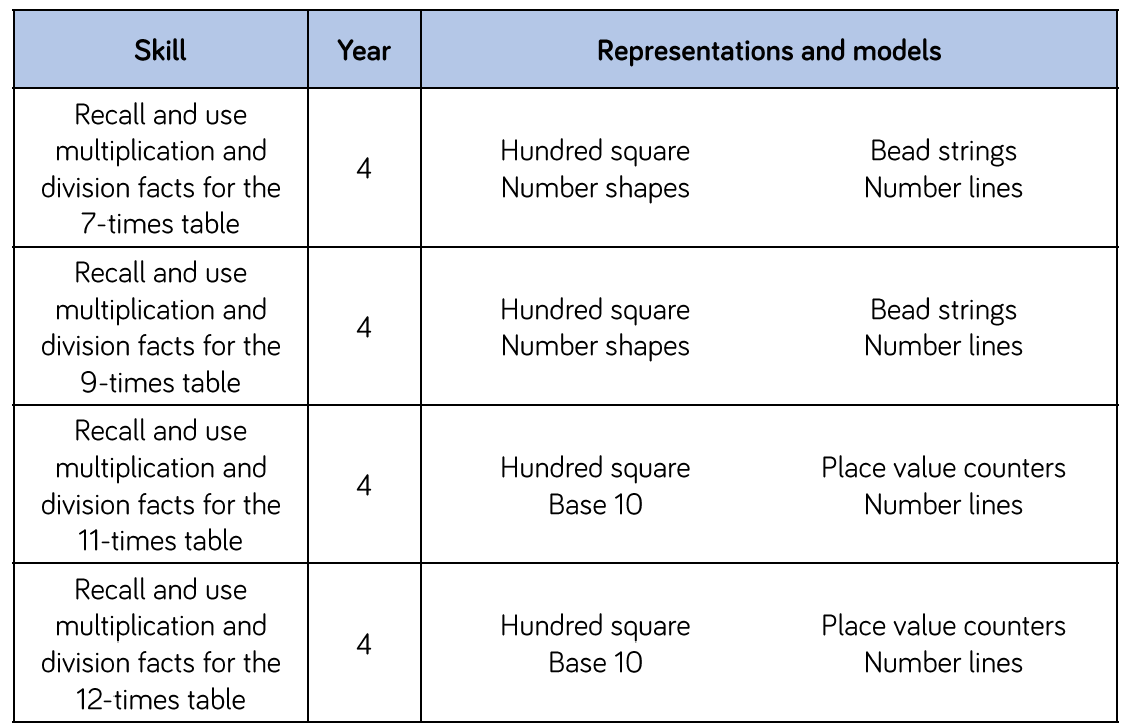 Skill
Year
Representations and models
Recall and use
multiplication and
division facts for the
7-times table
4
Hundred square
Number shapes
Bead strings
Number lines
Recall and use
multiplication and
division facts for the
9-times table
4
Hundred square
Number shapes
Bead strings
Number lines
Recall and use
multiplication and
division facts for the
11-times table
4
Hundred square
Base 10
Place value counters
Number lines
Recall and use
multiplication and
division facts for the
12-times table
4
Hundred square
Base 10
Place value counters
Number lines